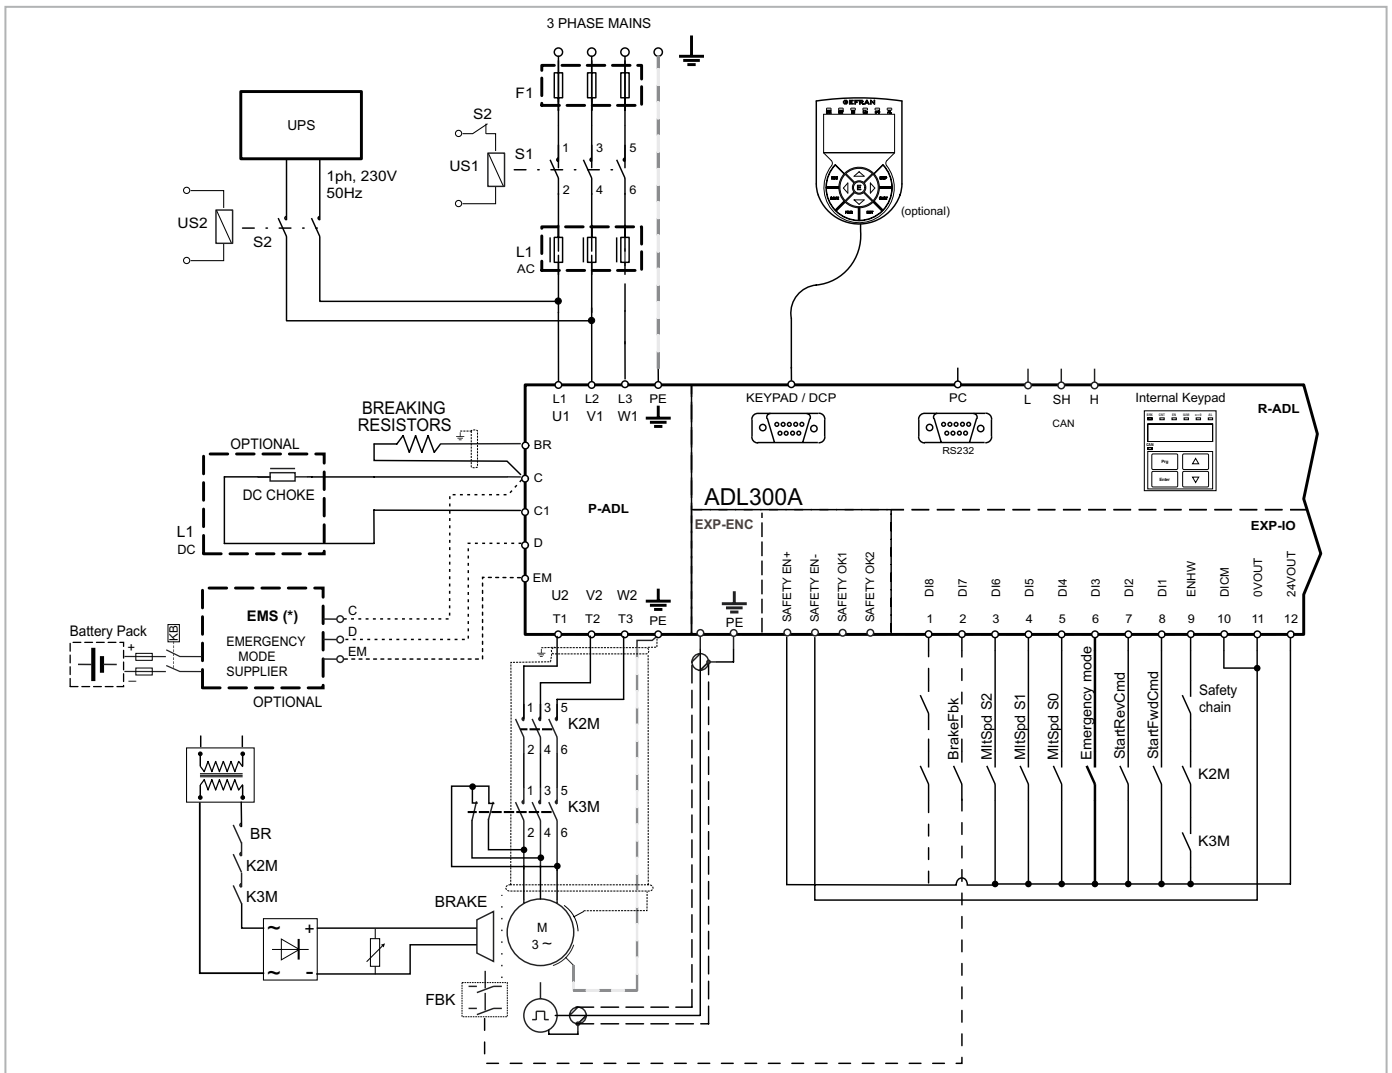 3 PHASE MAINS
F1
GEFRAN
UPS
S2
S1
1 3 5
US1
1ph, 230V
50Hz
2 4 6
E
(optional)
US2
S2
L1
AC
L1 L2 L3 PE
U1 V1 W1
KEYPAD / DCP
PC
L SH H
CAN
Internal Keypad
R-ADL
RS232
Prg
Enter
BREAKING
RESISTORS
OPTIONAL
DC CHOKE
L1
DC
BR
C
C1
D
EM
P-ADL
ADL300A
EXP-ENC
EXP-IO
SAFETY EN+
SAFETY EN-
SAFETY OK1
SAFETY OK2
DI8
DI7
DI6
DI5
DI4
DI3
DI2
DI1
ENHW
DICM
0VOUT
24VOUT
U2 V2 W2
T1 T2 T3 PE
PE
1 2 3 4 5 6 7 8 9 10 11 12
EMS (*)
EMERGENCY
MODE
SUPPLIER
OPTIONAL
C
D
EM
Battery Pack
+
–
KB
1 3 5
K2M
2 4 6
1 3 5
K3M
2 4 6
BrakeFbk
MltSpd S2
MltSpd S1
MltSpd S0
Emergency mode
StartRevCmd
StartFwdCmd
Safety
chain
K2M
K3M
BR
K2M
K3M
BRAKE
M
3 ~
~ +
~ -
FBK